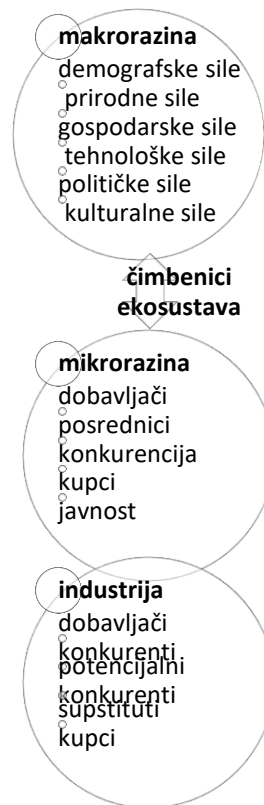 makrorazina
demografske sile
prirodne sile
gospodarske sile
tehnološke sile
političke sile
kulturalne sile
čimbenici
ekosustava
mikrorazina
dobavljači
posrednici
konkurencija
kupci
javnost
industrija
dobavljači
konkurenti
potencijalni
konkurenti
supstituti
kupci